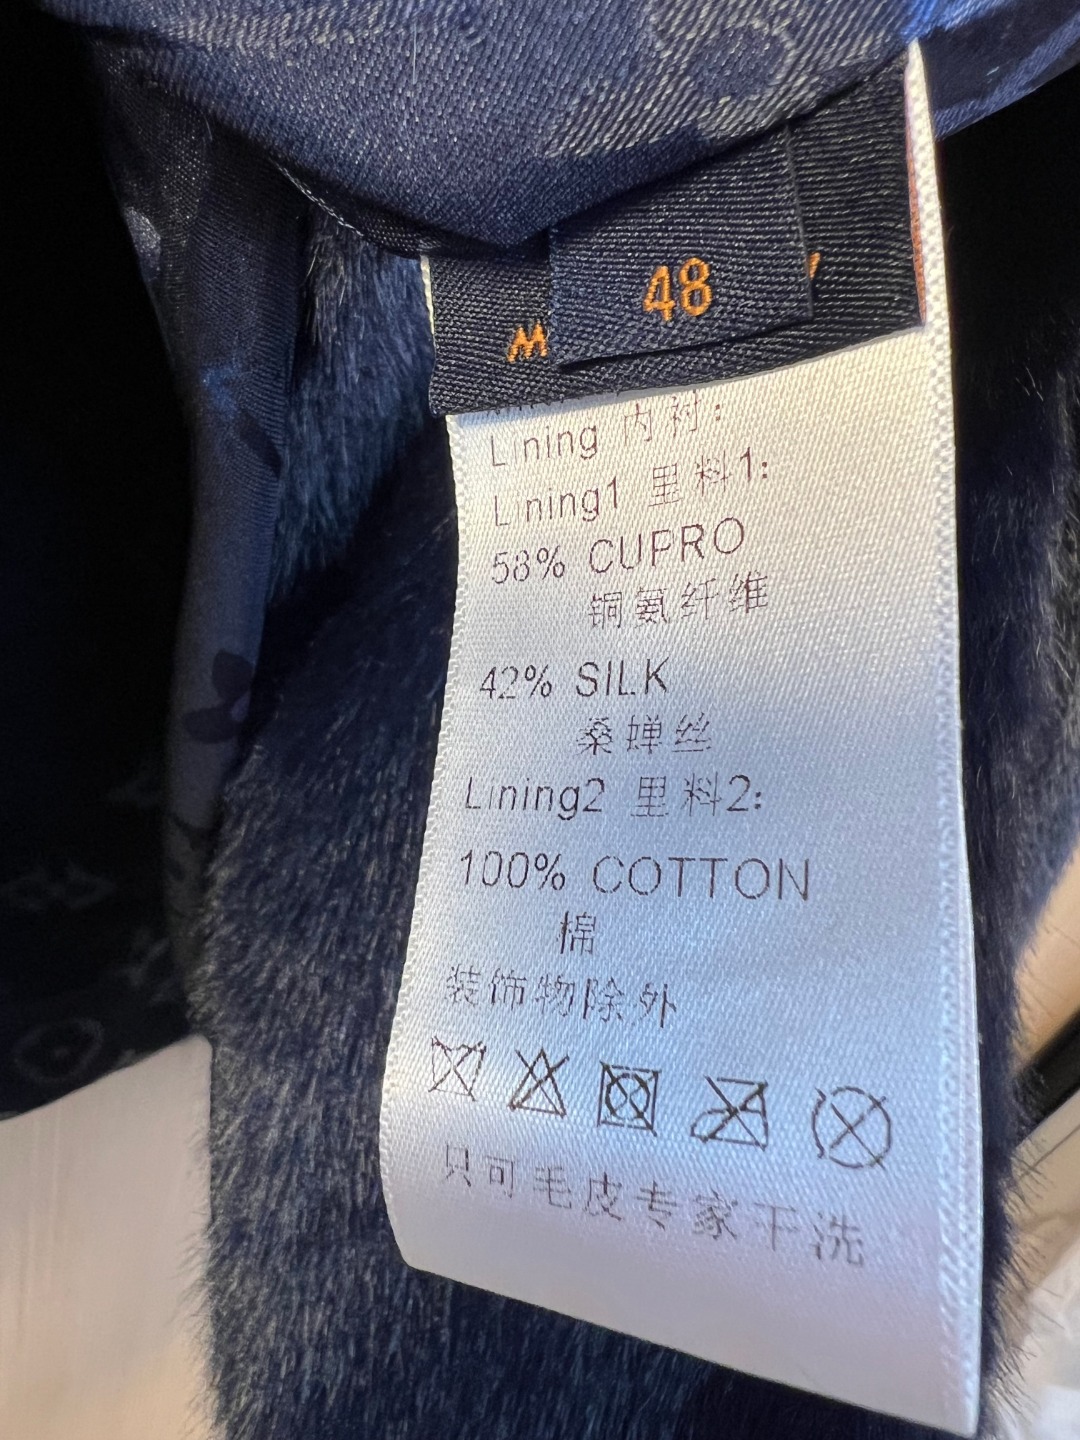 48
Lining 内衬:
Lining1 里料1:
58% CUPRO
铜氨纤维
42% SILK
桑蝉丝
Lining2 里料2:
100% COTTON
棉
装饰物除外
只可毛皮专家干洗